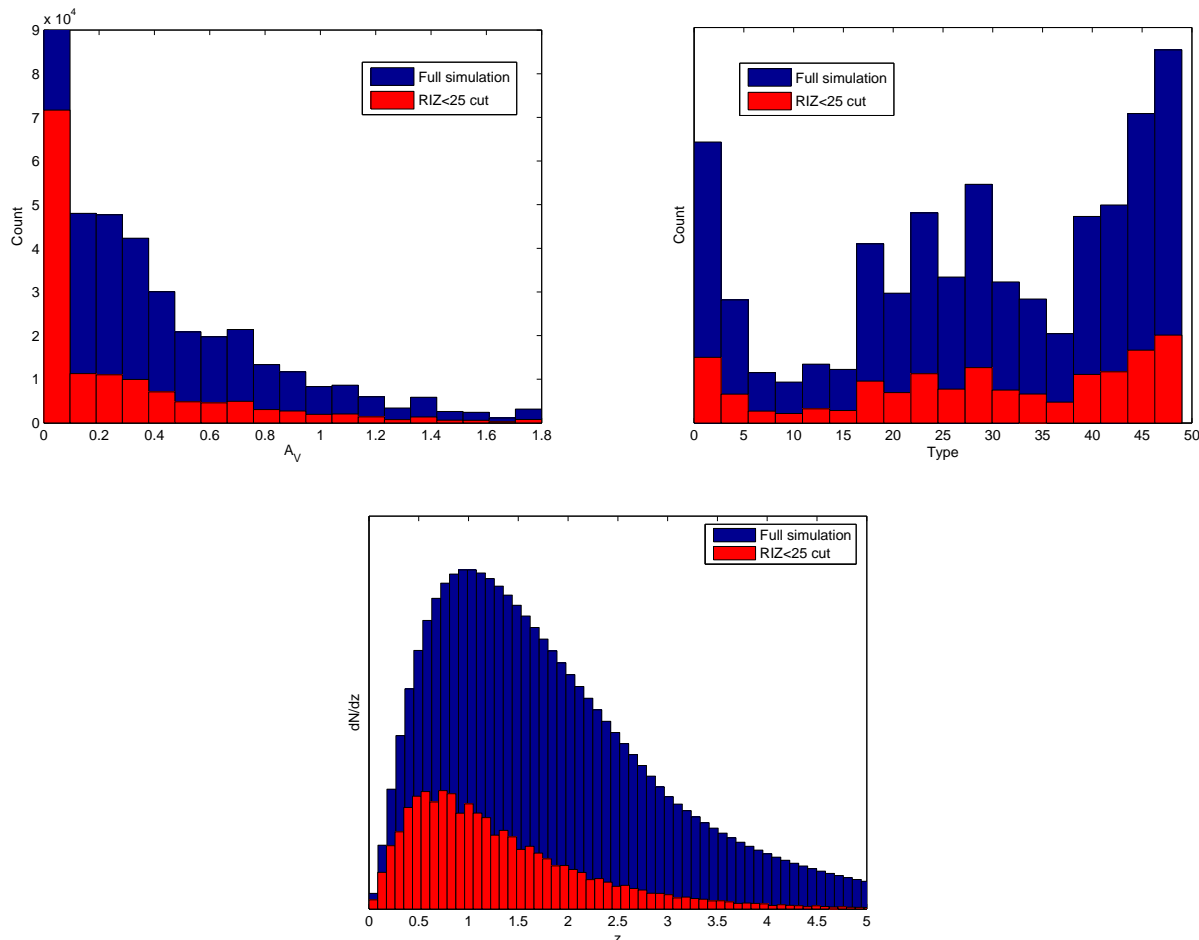 x 10^4
9
8
7
6
5
4
3
2
1
0
Count
0 0.2 0.4 0.6 0.8 1 1.2 1.4 1.6 1.8
A_V
Full simulation
RIZ<25 cut
Count
0 5 10 15 20 25 30 35 40 45 50
Type
Full simulation
RIZ<25 cut
dN/dz
0 0.5 1 1.5 2 2.5 3 3.5 4 4.5 5
z
Full simulation
RIZ<25 cut